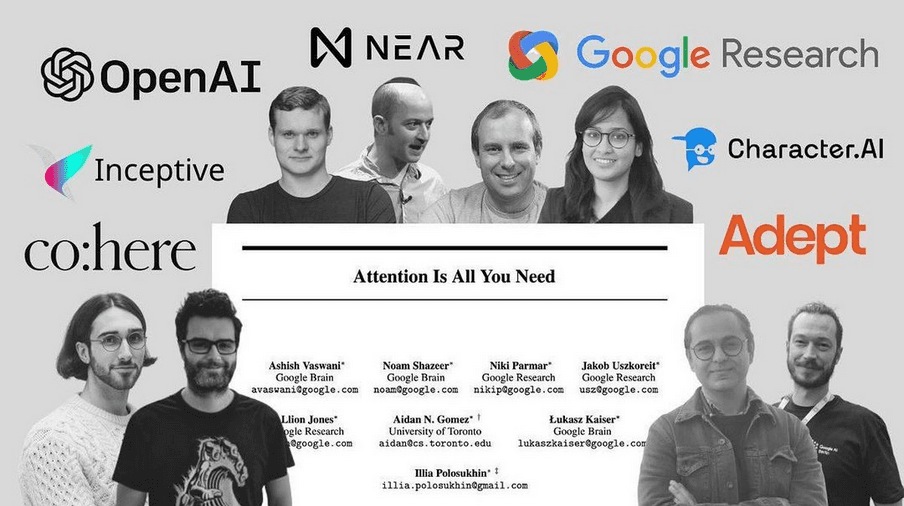 OpenAI
NEAR
Google Research
Inceptive
Character.AI
co:here
Adept
Attention Is All You Need
Ashish Vaswani* Noam Shazeer* Niki Parmar* Jakob Uszkoreit*
Google Brain Google Brain Google Research Google Research
avaswani@google.com noam@google.com nikip@google.com usz@google.com
Llion Jones* Aidan N. Gomez* † Łukasz Kaiser*
ogle Research University of Toronto Google Brain
@google.com aidan@cs.toronto.edu lukaszkaiser@google.com
Illia Polosukhin* ‡
illia.polosukhin@gmail.com
Google AI